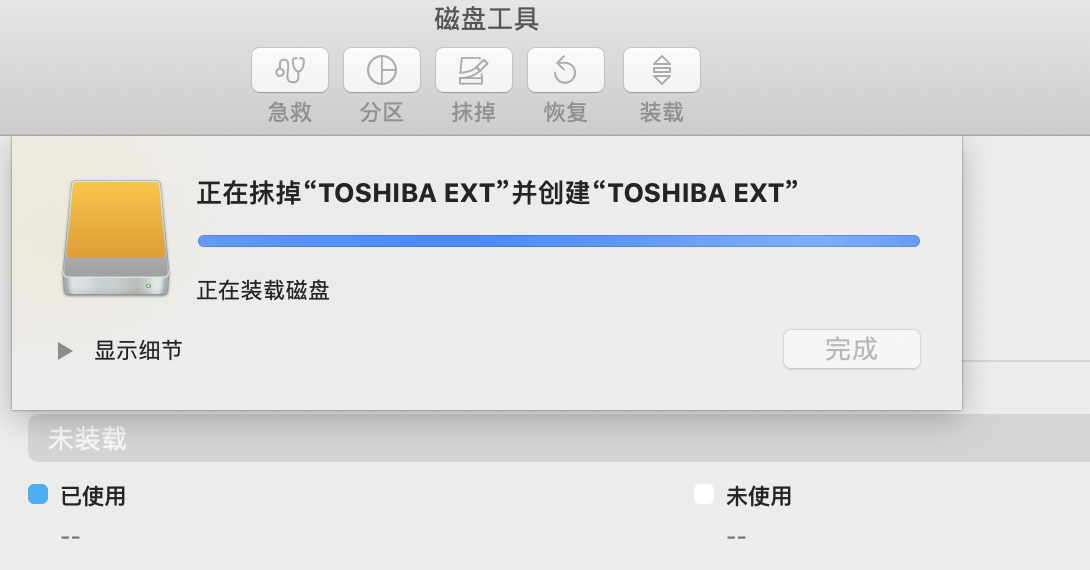 磁盘工具
急救 分区 抹掉 恢复 装载
正在抹掉“TOSHIBA EXT”并创建“TOSHIBA EXT”
正在装载磁盘
显示细节
完成
未装载
已使用 未使用
-- --